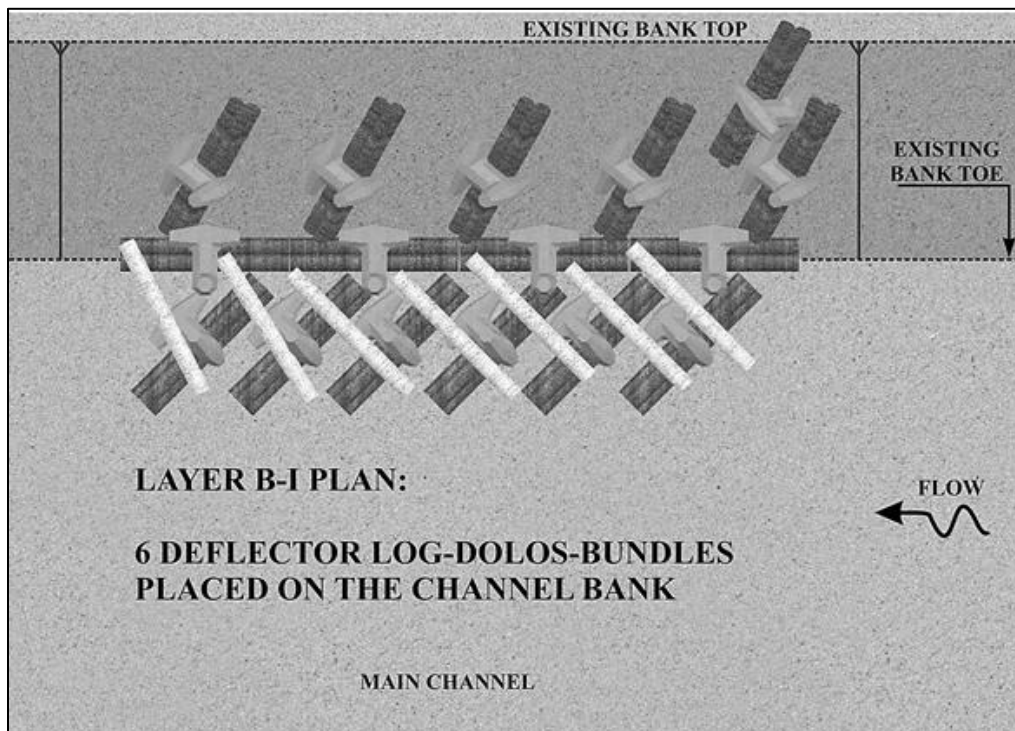 EXISTING BANK TOP
EXISTING
BANK TOE
LAYER B-I PLAN:
FLOW
6 DEFLECTOR LOG-DOLOS-BUNDLES
PLACED ON THE CHANNEL BANK
MAIN CHANNEL